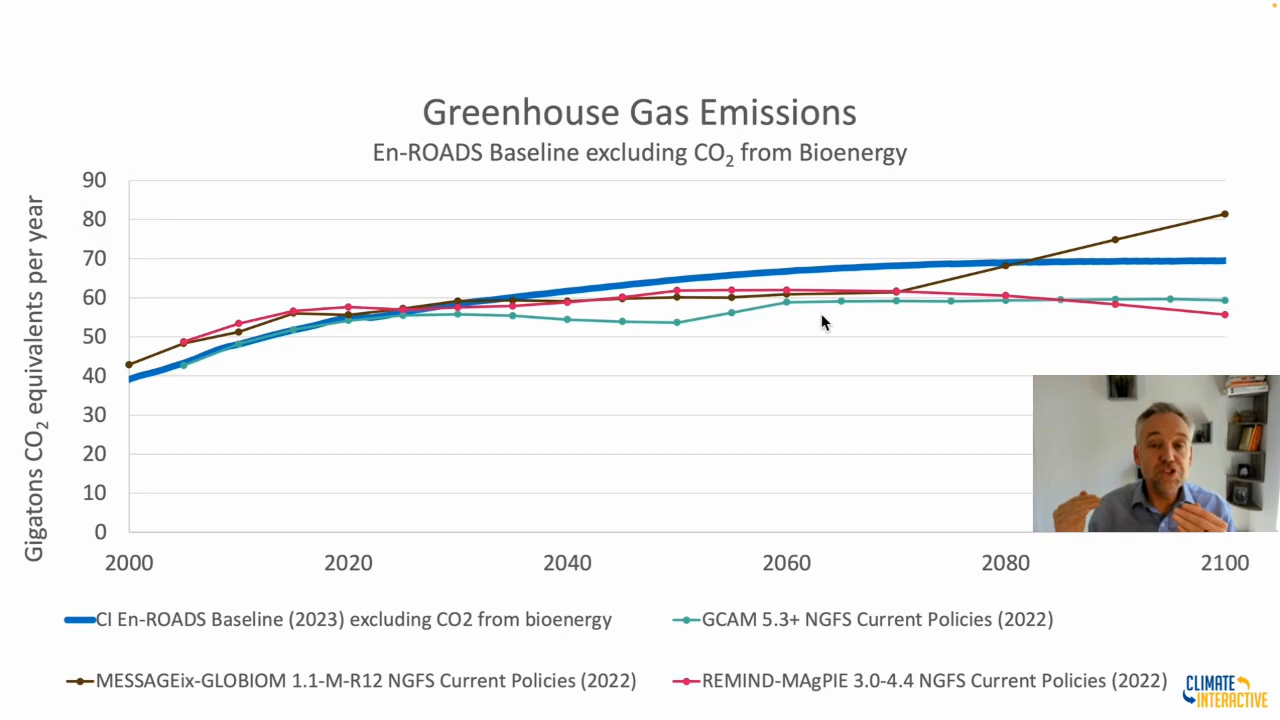 Greenhouse Gas Emissions
En-ROADS Baseline excluding CO₂ from Bioenergy
Gigatons CO₂ equivalents per year
90
80
70
60
50
40
30
20
10
0
2000 2020 2040 2060 2080 2100
CI En-ROADS Baseline (2023) excluding CO2 from bioenergy
GCAM 5.3+ NGFS Current Policies (2022)
MESSAGEix-GLOBIOM 1.1-M-R12 NGFS Current Policies (2022)
REMIND-MAgPIE 3.0-4.4 NGFS Current Policies (2022)
CLIMATE
INTERACTIVE